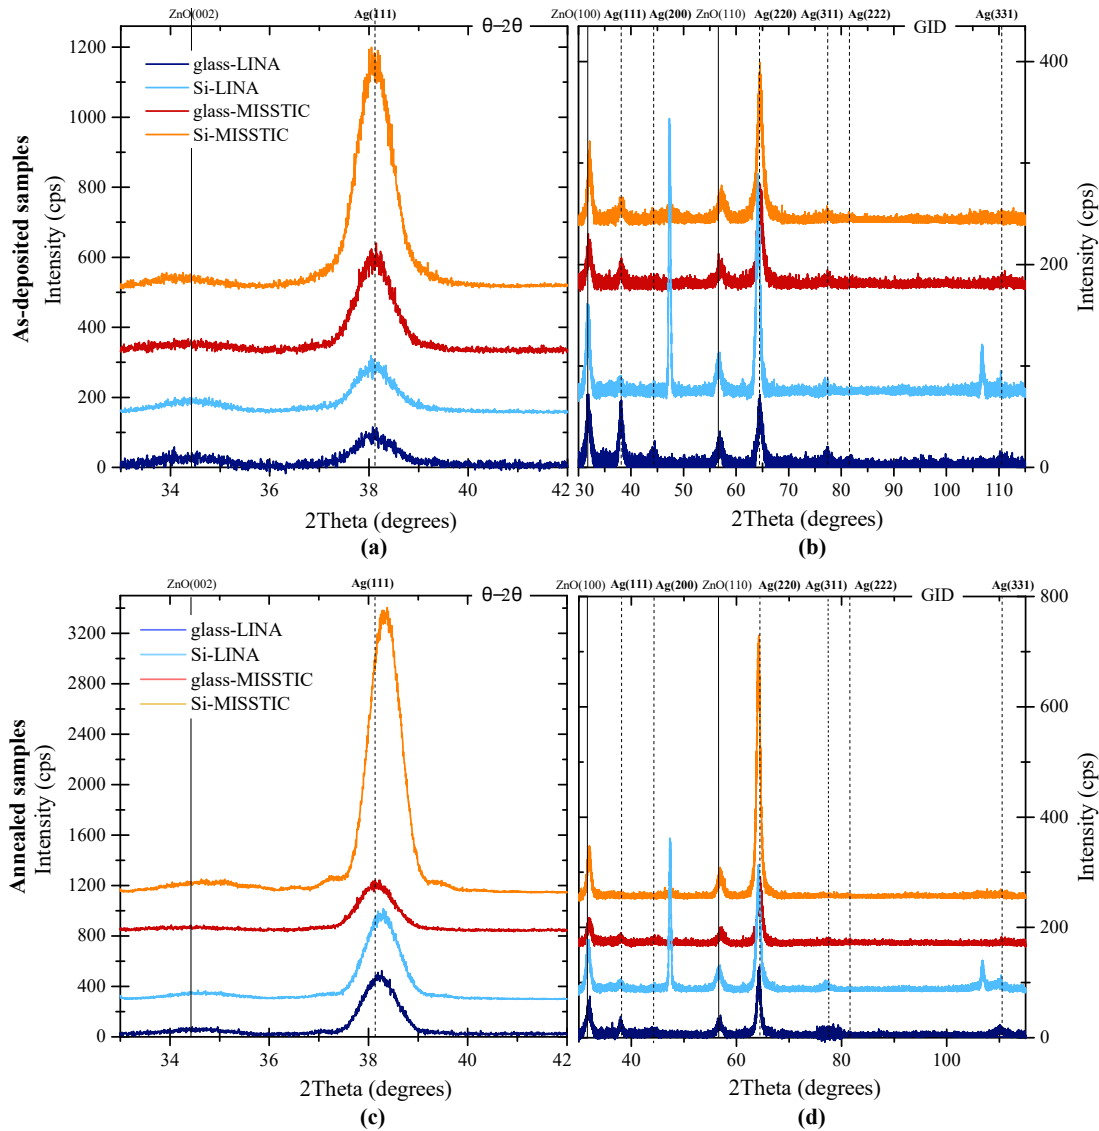 ZnO(002) Ag(111) θ–2θ
ZnO(100) Ag(111) Ag(200) ZnO(110) Ag(220) Ag(311) Ag(222) GID Ag(331)
As-deposited samples
Intensity (cps)
1200
1000
800
600
400
200
0
glass-LINA
Si-LINA
glass-MISSTIC
Si-MISSTIC
34 36 38 40 42
2Theta (degrees)
(a)
400
200
0
Intensity (cps)
30 40 50 60 70 80 90 100 110
2Theta (degrees)
(b)
ZnO(002) Ag(111) θ–2θ
ZnO(100) Ag(111) Ag(200) ZnO(110) Ag(220) Ag(311) Ag(222) GID Ag(331)
Annealed samples
Intensity (cps)
3200
2800
2400
2000
1600
1200
800
400
0
glass-LINA
Si-LINA
glass-MISSTIC
Si-MISSTIC
34 36 38 40 42
2Theta (degrees)
(c)
800
600
400
200
0
Intensity (cps)
40 60 80 100
2Theta (degrees)
(d)